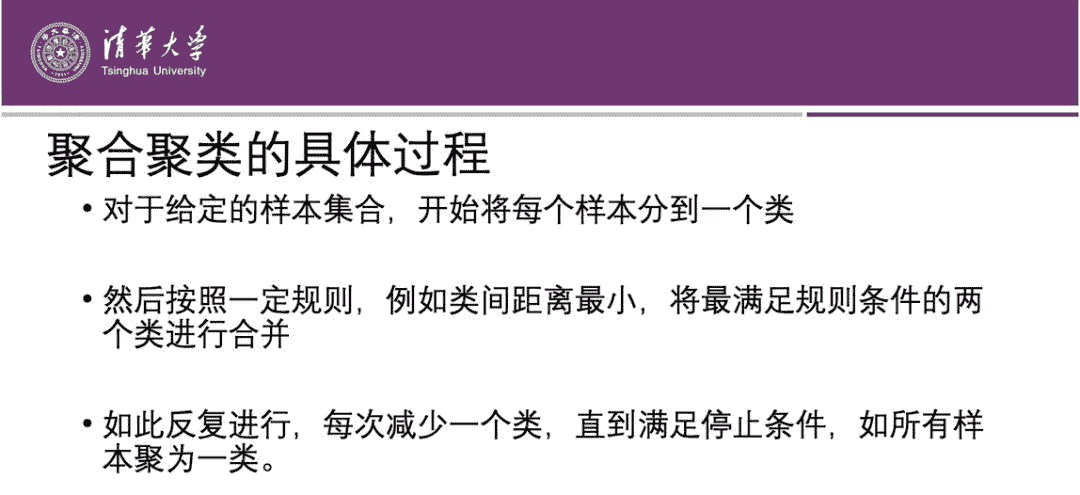 清华大学
Tsinghua University
聚合聚类的具体过程
• 对于给定的样本集合，开始将每个样本分到一个类
• 然后按照一定规则，例如类间距离最小，将最满足规则条件的两
个类进行合并
• 如此反复进行，每次减少一个类，直到满足停止条件，如所有样
本聚为一类。